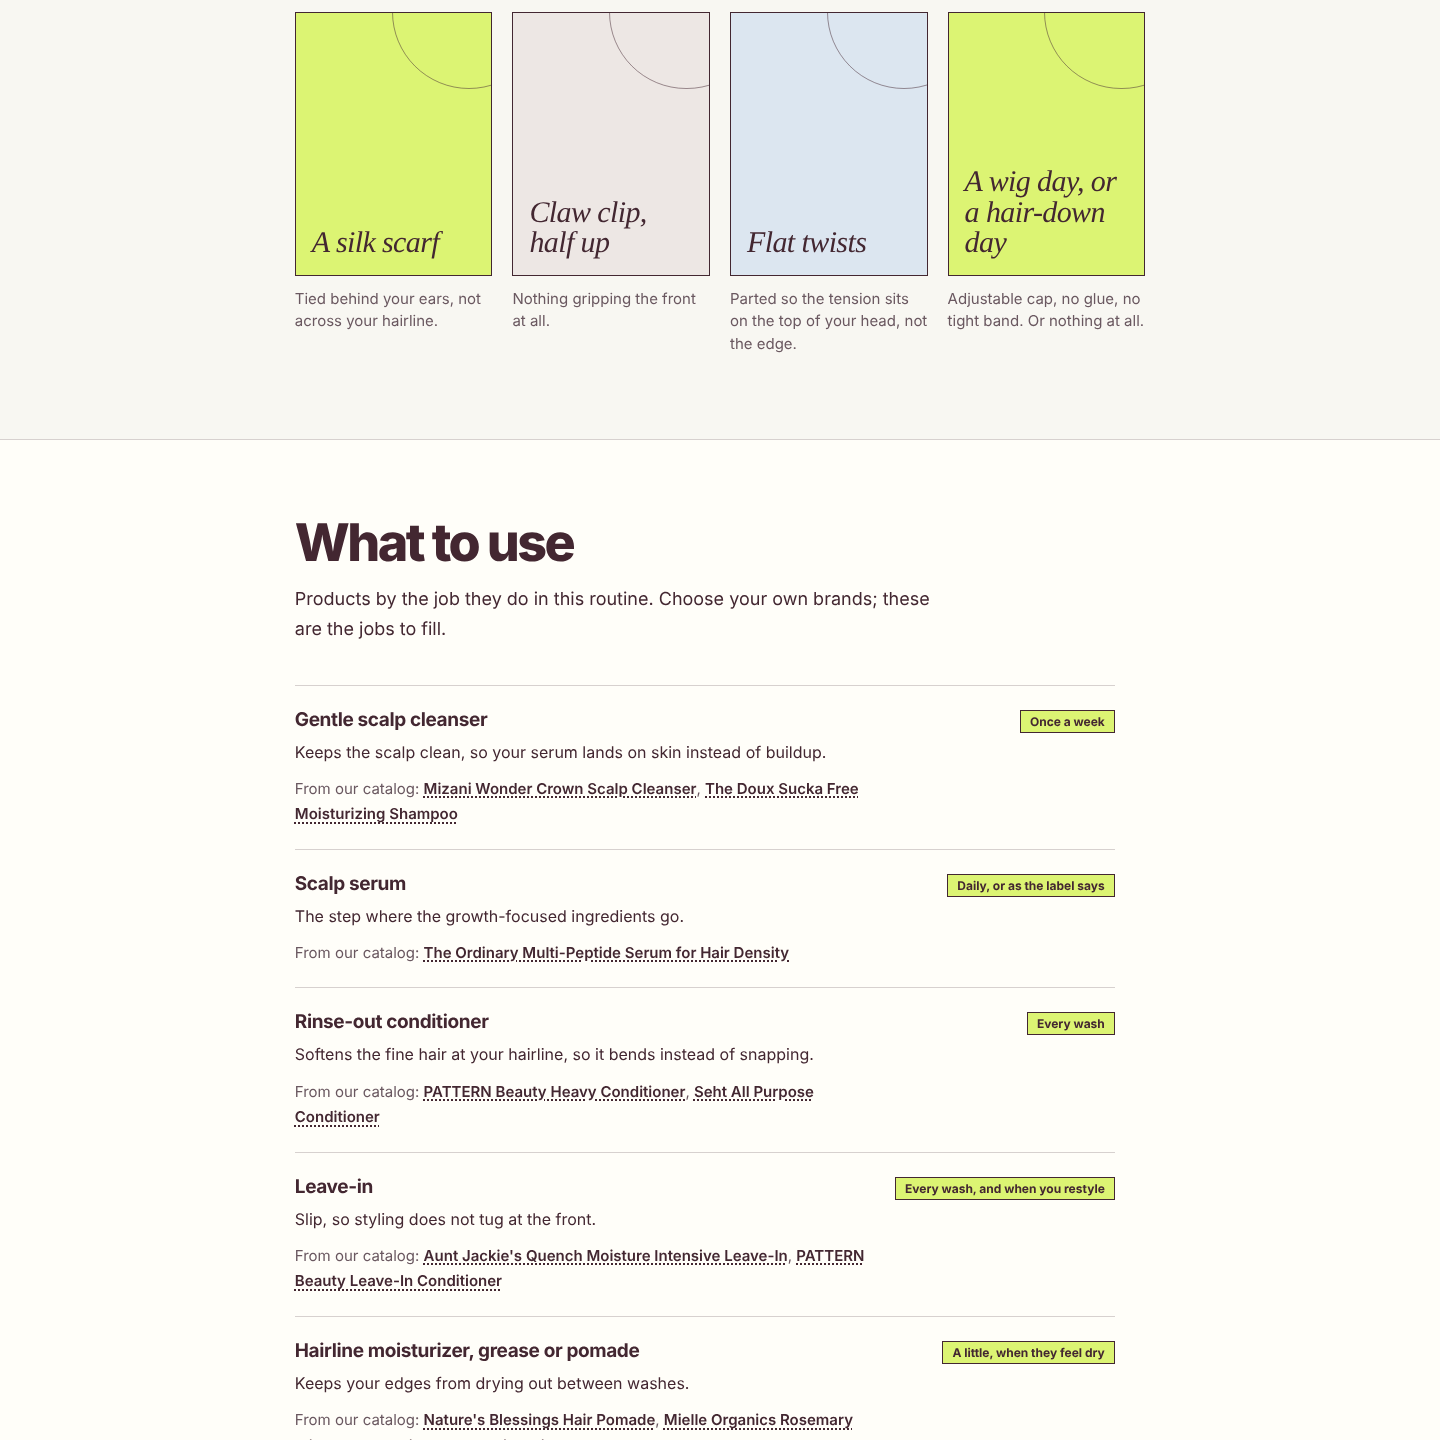 A silk scarf
Claw clip,
half up
Flat twists
A wig day, or
a hair-down
day
Tied behind your ears, not
across your hairline.
Nothing gripping the front
at all.
Parted so the tension sits
on the top of your head, not
the edge.
Adjustable cap, no glue, no
tight band. Or nothing at all.
What to use
Products by the job they do in this routine. Choose your own brands; these
are the jobs to fill.
Gentle scalp cleanser
Once a week
Keeps the scalp clean, so your serum lands on skin instead of buildup.
From our catalog: Mizani Wonder Crown Scalp Cleanser, The Doux Sucka Free
Moisturizing Shampoo
Scalp serum
Daily, or as the label says
The step where the growth-focused ingredients go.
From our catalog: The Ordinary Multi-Peptide Serum for Hair Density
Rinse-out conditioner
Every wash
Softens the fine hair at your hairline, so it bends instead of snapping.
From our catalog: PATTERN Beauty Heavy Conditioner, Seht All Purpose
Conditioner
Leave-in
Every wash, and when you restyle
Slip, so styling does not tug at the front.
From our catalog: Aunt Jackie's Quench Moisture Intensive Leave-In, PATTERN
Beauty Leave-In Conditioner
Hairline moisturizer, grease or pomade
A little, when they feel dry
Keeps your edges from drying out between washes.
From our catalog: Nature's Blessings Hair Pomade, Mielle Organics Rosemary